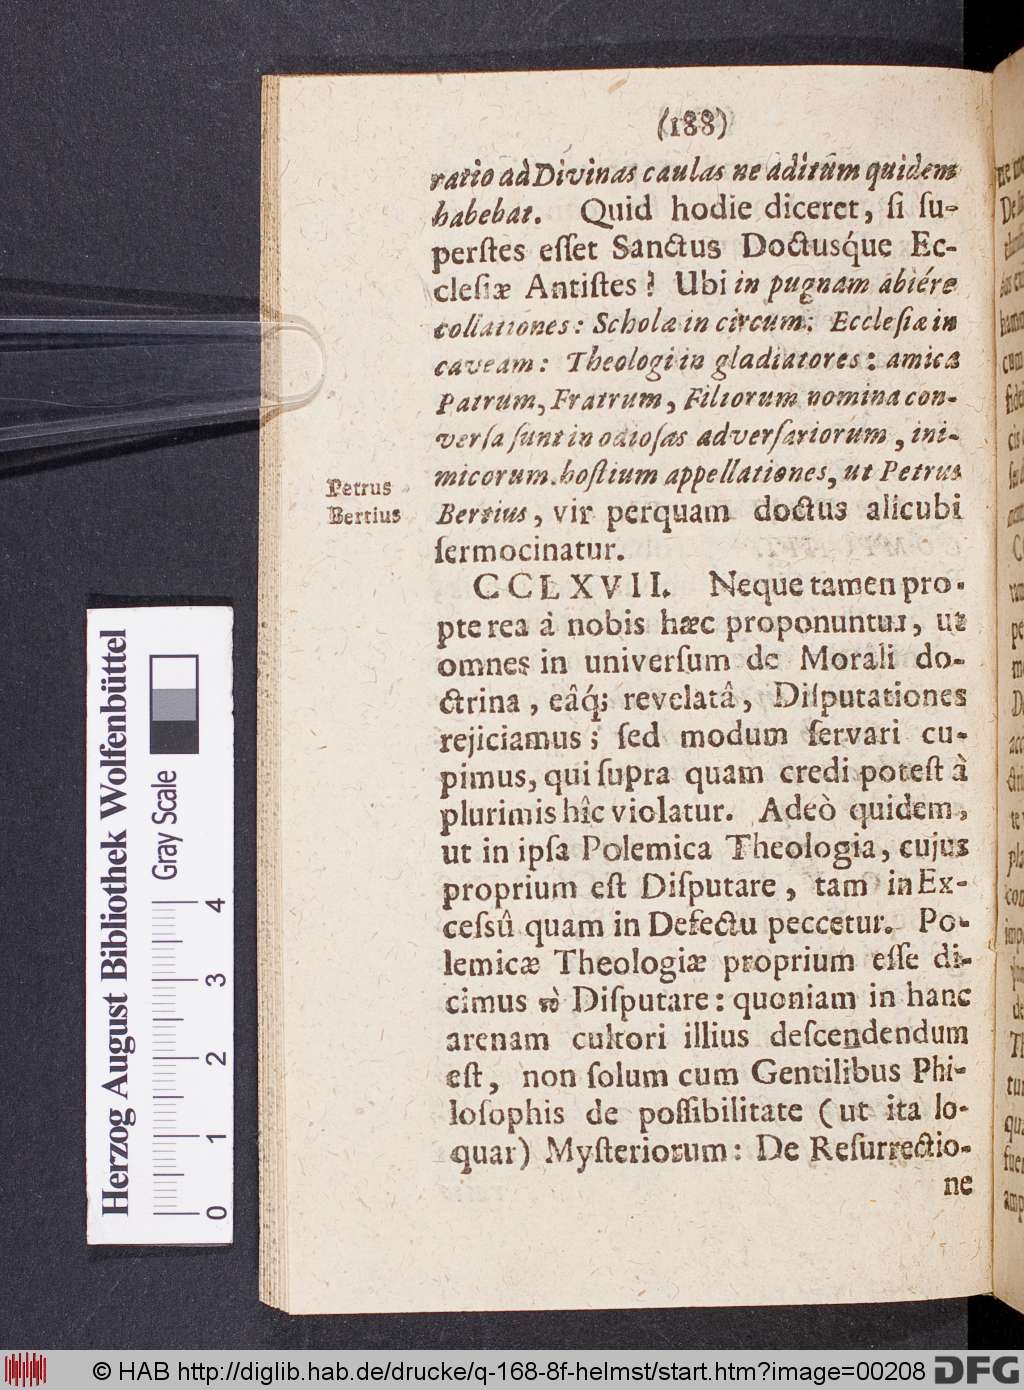 (188)
ratio ad Divinas caulas ne aditum quidem
habebat. Quid hodie diceret, ſi ſu-
perſtes eſſet Sanctus Doctusq́ue Ec-
cleſiæ Antiſtes? Ubi in pugnam abiére
collationes: Scholæ in circum: Eccleſiæ in
caveam: Theologi in gladiatores: amica
Patrum, Fratrum, Filiorum nomina con-
verſa ſunt in odioſas adverſariorum, ini-
micorum. hoſtium appellationes, ut Petrus
Petrus
Bertius
Bertius, vir perquam doctus alicubi
ſermocinatur.
CCLXVII. Neque tamen pro-
pterea à nobis hæc proponuntur, ut
omnes in univerſum de Morali do-
ctrina, eâq́; revelatâ, Diſputationes
rejiciamus; ſed modum ſervari cu-
pimus, qui ſupra quam credi poteſt à
plurimis hîc violatur. Adeò quidem,
ut in ipſa Polemica Theologia, cujus
proprium eſt Diſputare, tam in Ex-
ceſsû quam in Defectu peccetur. Po-
lemicæ Theologiæ proprium eſſe di-
cimus τὸ Diſputare: quoniam in hanc
arenam cultori illius deſcendendum
eſt, non ſolum cum Gentilibus Phi-
loſophis de poſſibilitate (ut ita lo-
quar) Myſteriorum: De Reſurrectio-
ne
Herzog August Bibliothek Wolfenbüttel
Gray Scale
0 1 2 3 4
© HAB http://diglib.hab.de/drucke/q-168-8f-helmst/start.htm?image=00208
DFG